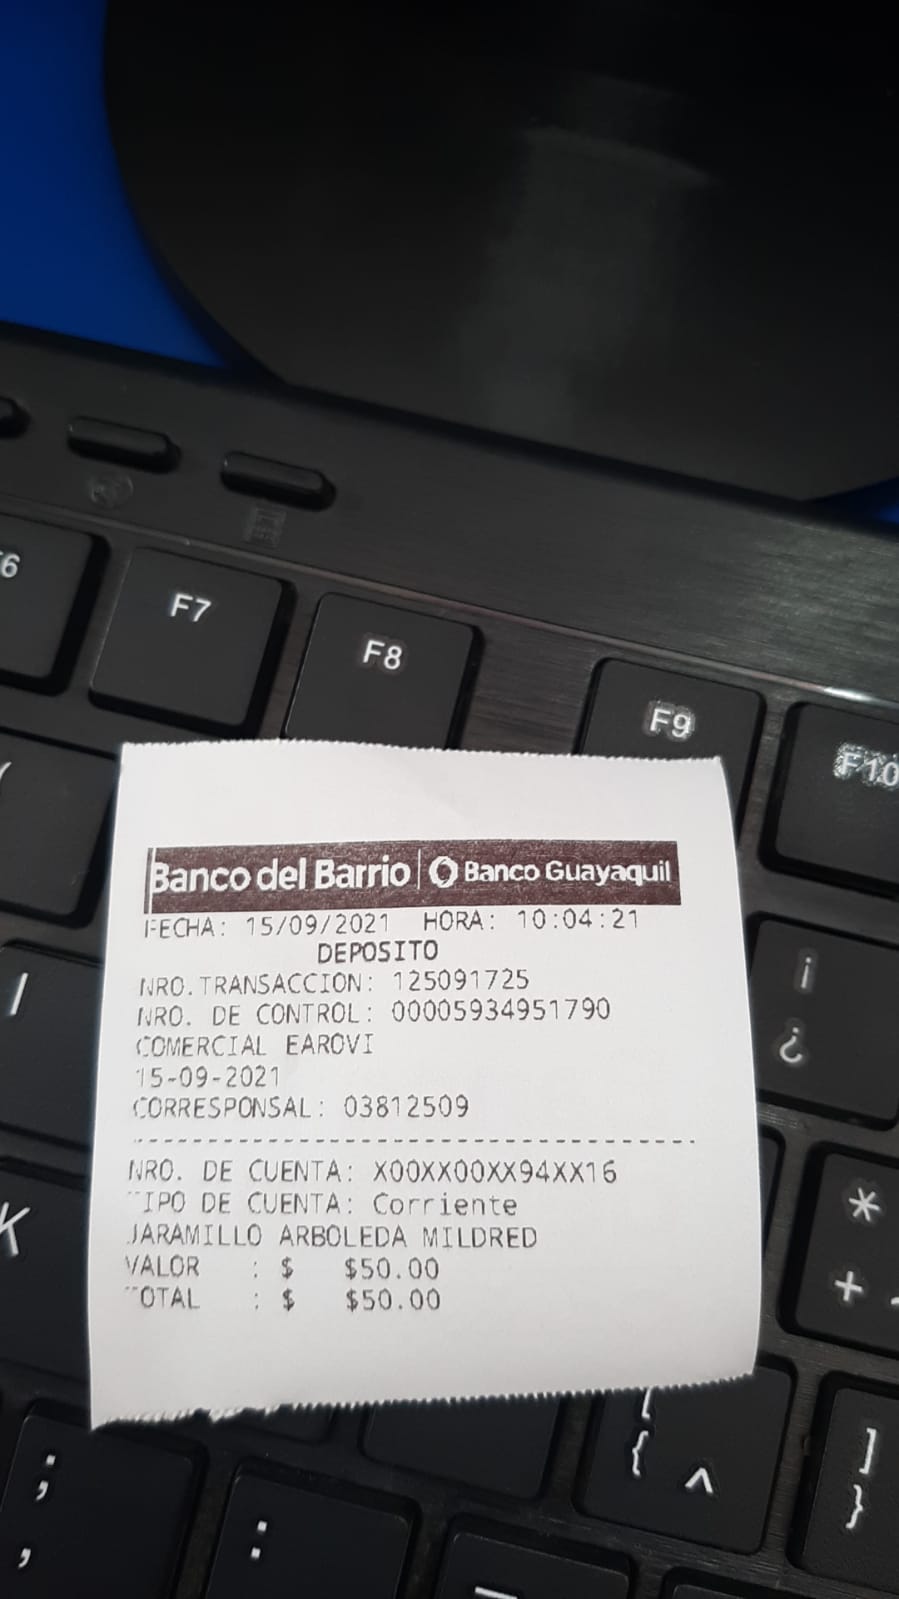 F7
F8
F9
F10
Banco del Barrio | Banco Guayaquil
FECHA: 15/09/2021 HORA: 10:04:21
DEPOSITO
NRO.TRANSACCION: 125091725
NRO. DE CONTROL: 00005934951790
COMERCIAL EAROVI
15-09-2021
CORRESPONSAL: 03812509
NRO. DE CUENTA: X00XX00XX94XX16
TIPO DE CUENTA: Corriente
JARAMILLO ARBOLEDA MILDRED
VALOR : $ $50.00
TOTAL : $ $50.00
¡
¿
K
*
+
{
^
]
}
;
,
: